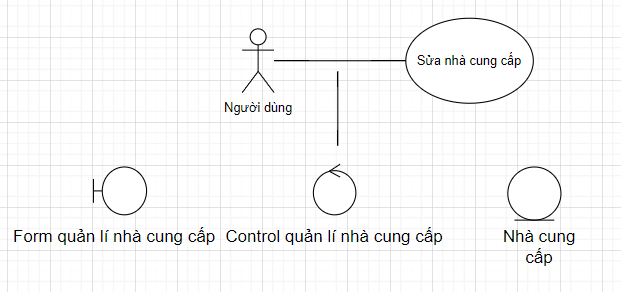 Sửa nhà cung cấp
Người dùng
Form quản lí nhà cung cấp
Control quản lí nhà cung cấp
Nhà cung
cấp